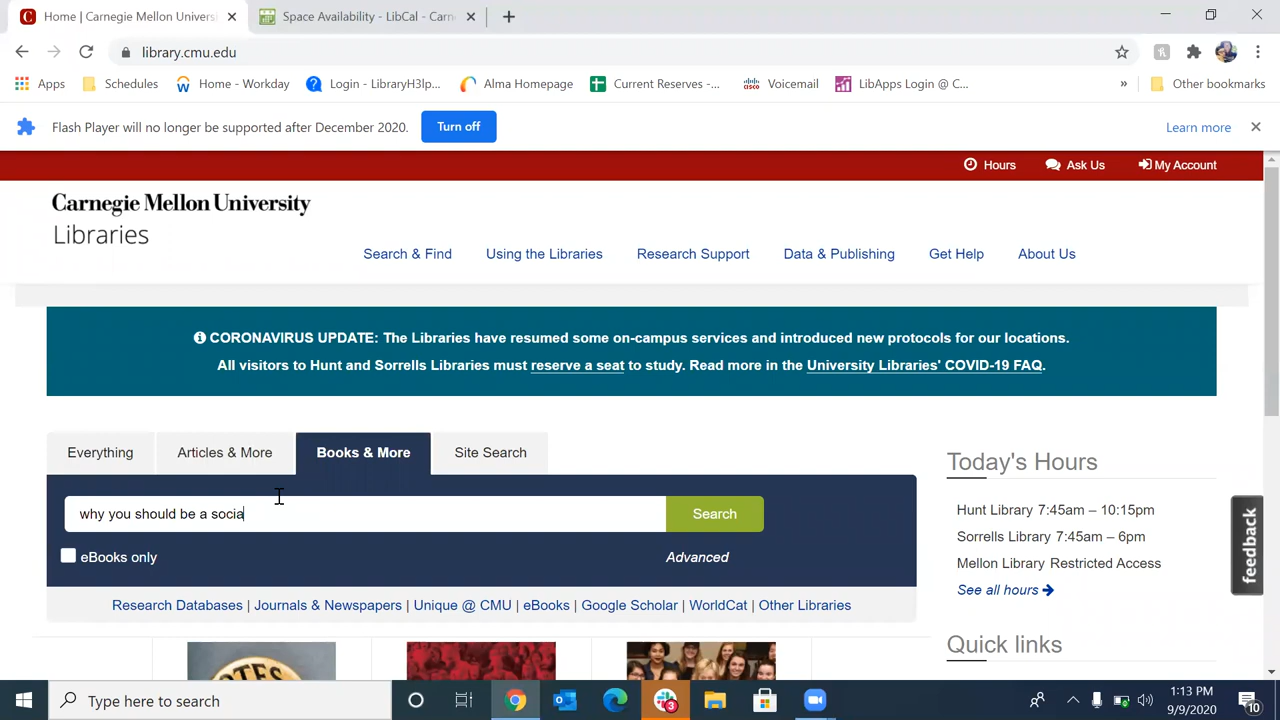 Home | Carnegie Mellon Universi
Space Availability - LibCal - Carne
library.cmu.edu
Apps
Schedules
Home - Workday
Login - LibraryH3lp...
Alma Homepage
Current Reserves -...
Voicemail
LibApps Login @ C...
»
Other bookmarks
Flash Player will no longer be supported after December 2020.
Turn off
Learn more
Hours
Ask Us
My Account
Carnegie Mellon University
Libraries
Search & Find
Using the Libraries
Research Support
Data & Publishing
Get Help
About Us
CORONAVIRUS UPDATE: The Libraries have resumed some on-campus services and introduced new protocols for our locations.
All visitors to Hunt and Sorrells Libraries must reserve a seat to study. Read more in the University Libraries' COVID-19 FAQ.
Everything
Articles & More
Books & More
Site Search
why you should be a socia
Search
eBooks only
Advanced
Research Databases | Journals & Newspapers | Unique @ CMU | eBooks | Google Scholar | WorldCat | Other Libraries
Today's Hours
Hunt Library 7:45am – 10:15pm
Sorrells Library 7:45am – 6pm
Mellon Library Restricted Access
See all hours
Quick links
feedback
Type here to search
3
1:13 PM
9/9/2020
10